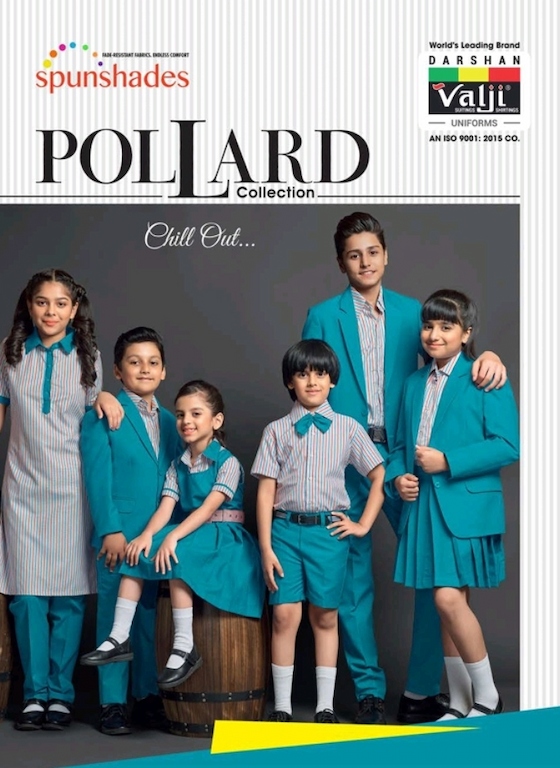 FADE-RESISTANT FABRICS, ENDLESS COMFORT
spunshades
World's Leading Brand
DARSHAN
Valji®
SUITINGS SHIRTINGS
UNIFORMS
AN ISO 9001: 2015 CO.
POLLARD
Collection
Chill Out...